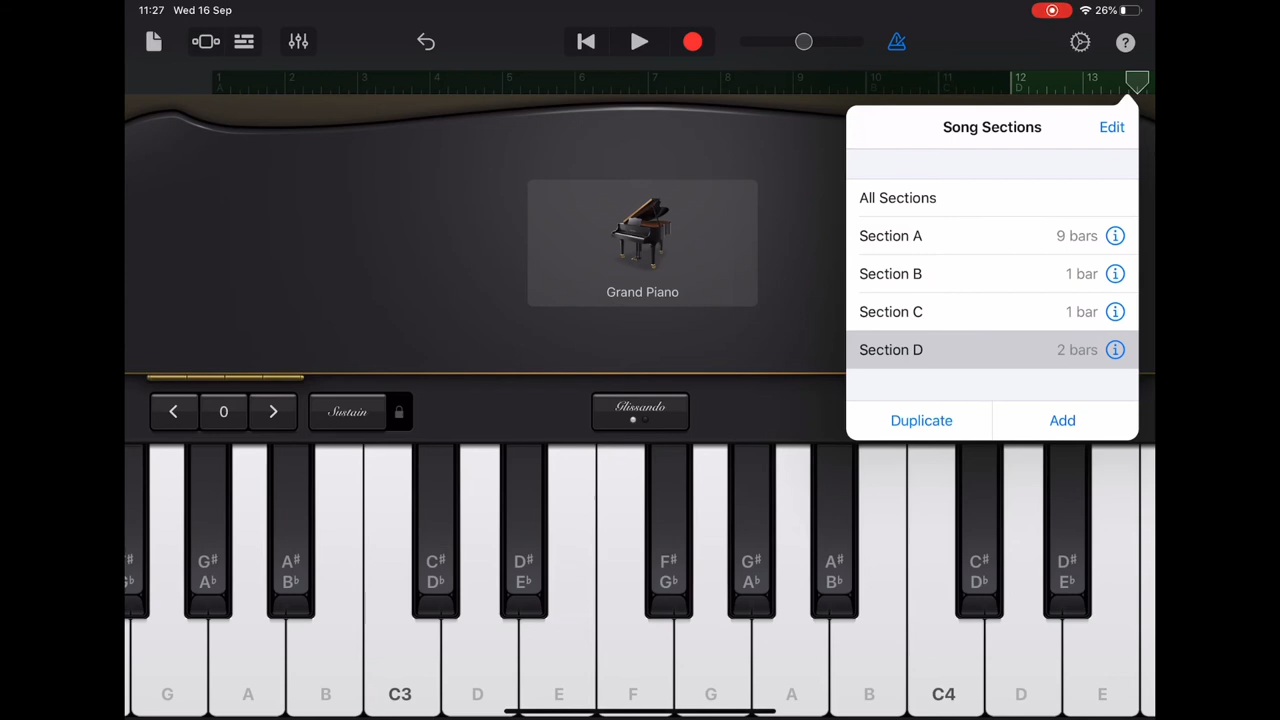 11:27 Wed 16 Sep 26%
1 2 3 4 5 6 7 8 9 10 11 12 13
A B C D
Song Sections Edit
All Sections
Section A 9 bars
Section B 1 bar
Section C 1 bar
Section D 2 bars
Duplicate Add
Grand Piano
0 Sustain Glissando
F♯ G♯ A♯ C♯ D♯ F♯ G♯ A♯ C♯ D♯
G♭ A♭ B♭ D♭ E♭ G♭ A♭ B♭ D♭ E♭
G A B C3 D E F G A B C4 D E